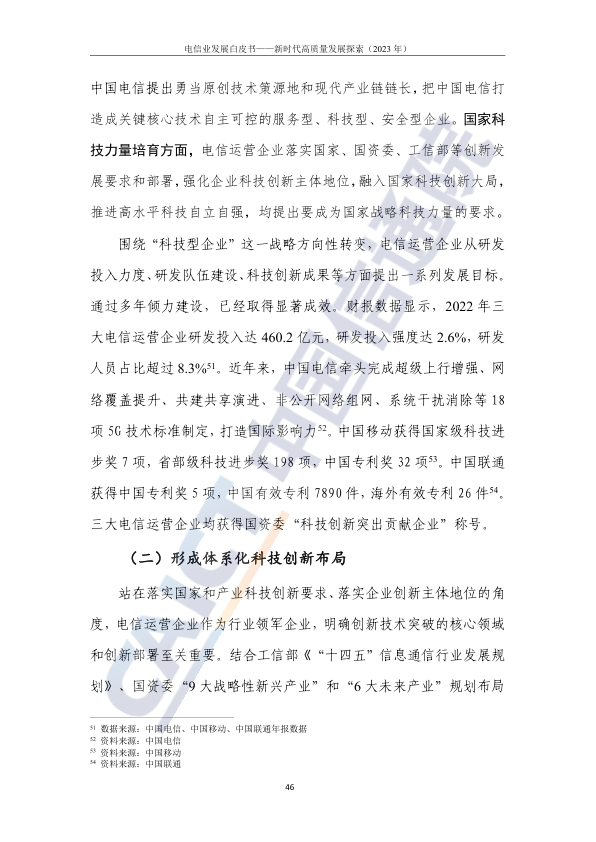 电信业发展白皮书——新时代高质量发展探索（2023 年）
中国电信提出勇当原创技术策源地和现代产业链链长，把中国电信打
造成关键核心技术自主可控的服务型、科技型、安全型企业。国家科
技力量培育方面，电信运营企业落实国家、国资委、工信部等创新发
展要求和部署，强化企业科技创新主体地位，融入国家科技创新大局，
推进高水平科技自立自强，均提出要成为国家战略科技力量的要求。
围绕“科技型企业”这一战略方向性转变，电信运营企业从研发
投入力度、研发队伍建设、科技创新成果等方面提出一系列发展目标。
通过多年倾力建设，已经取得显著成效。财报数据显示，2022 年三
大电信运营企业研发投入达 460.2 亿元，研发投入强度达 2.6%，研发
人员占比超过 8.3%⁵¹。近年来，中国电信牵头完成超级上行增强、网
络覆盖提升、共建共享演进、非公开网络组网、系统干扰消除等 18
项 5G 技术标准制定，打造国际影响力⁵²。中国移动获得国家级科技进
步奖 7 项，省部级科技进步奖 198 项，中国专利奖 32 项⁵³。中国联通
获得中国专利奖 5 项，中国有效专利 7890 件，海外有效专利 26 件⁵⁴。
三大电信运营企业均获得国资委“科技创新突出贡献企业”称号。
（二）形成体系化科技创新布局
站在落实国家和产业科技创新要求、落实企业创新主体地位的角
度，电信运营企业作为行业领军企业，明确创新技术突破的核心领域
和创新部署至关重要。结合工信部《“十四五”信息通信行业发展规
划》、国资委“9 大战略性新兴产业”和“6 大未来产业”规划布局
⁵¹ 数据来源：中国电信、中国移动、中国联通年报数据
⁵² 资料来源：中国电信
⁵³ 资料来源：中国移动
⁵⁴ 资料来源：中国联通
46
CAICT 中国信通院